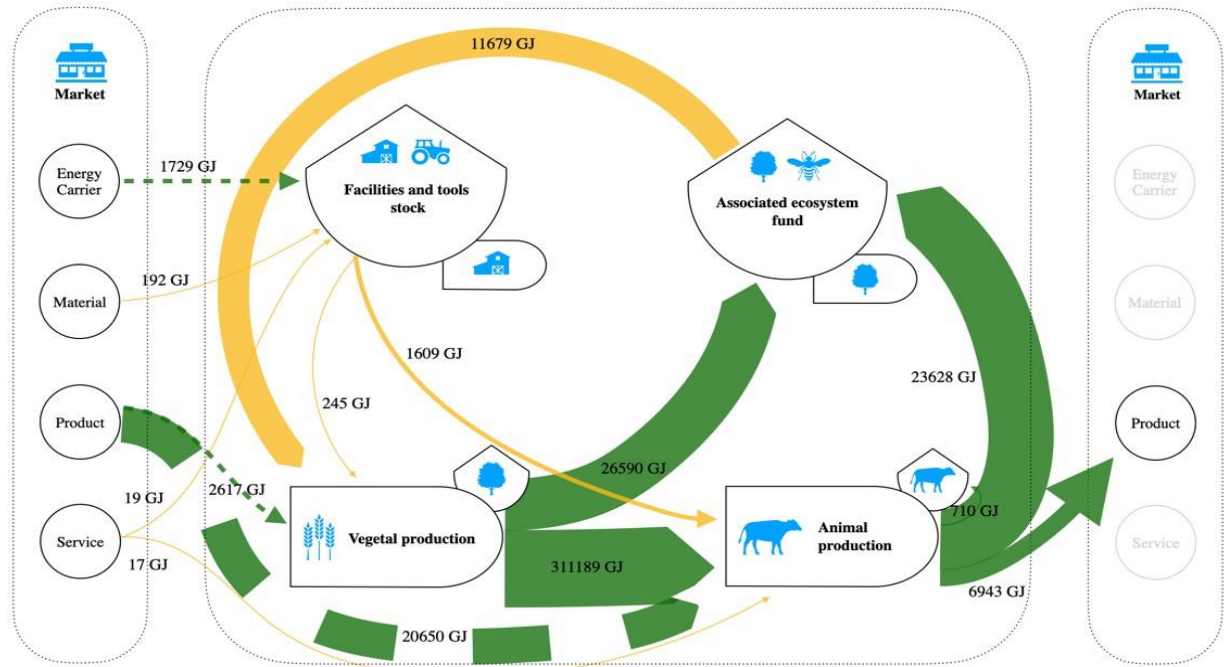 Market
Energy
Carrier
Material
Product
Service
1729 GJ
192 GJ
19 GJ
2617 GJ
17 GJ
11679 GJ
Facilities and tools
stock
Associated ecosystem
fund
1609 GJ
245 GJ
26590 GJ
23628 GJ
Vegetal production
311189 GJ
Animal
production
710 GJ
6943 GJ
20650 GJ
Market
Energy
Carrier
Material
Product
Service